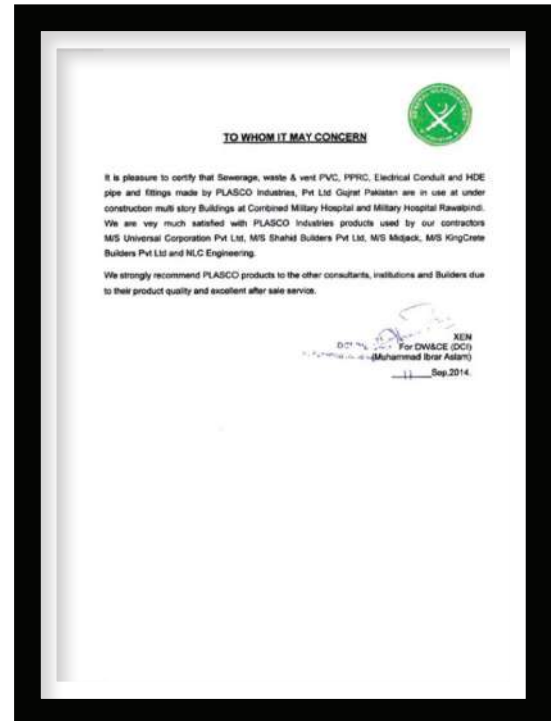 GENERAL HEADQUARTERS
PAKISTAN
TO WHOM IT MAY CONCERN
It is pleasure to certify that Sewerage, waste & vent PVC, PPRC, Electrical Conduit and HDE
pipe and fittings made by PLASCO Industries, Pvt Ltd Gujrat Pakistan are in use at under
construction multi story Buildings at Combined Military Hospital and Military Hospital Rawalpindi.
We are vey much satisfied with PLASCO Industries products used by our contractors
M/S Universal Corporation Pvt Ltd, M/S Shahid Builders Pvt Ltd, M/S Midjack, M/S KingCrete
Builders Pvt Ltd and NLC Engineering.
We strongly recommend PLASCO products to the other consultants, institutions and Builders due
to their product quality and excellent after sale service.
XEN
For DW&CE (DCI)
(Muhammad Ibrar Aslam)
11 Sep,2014.